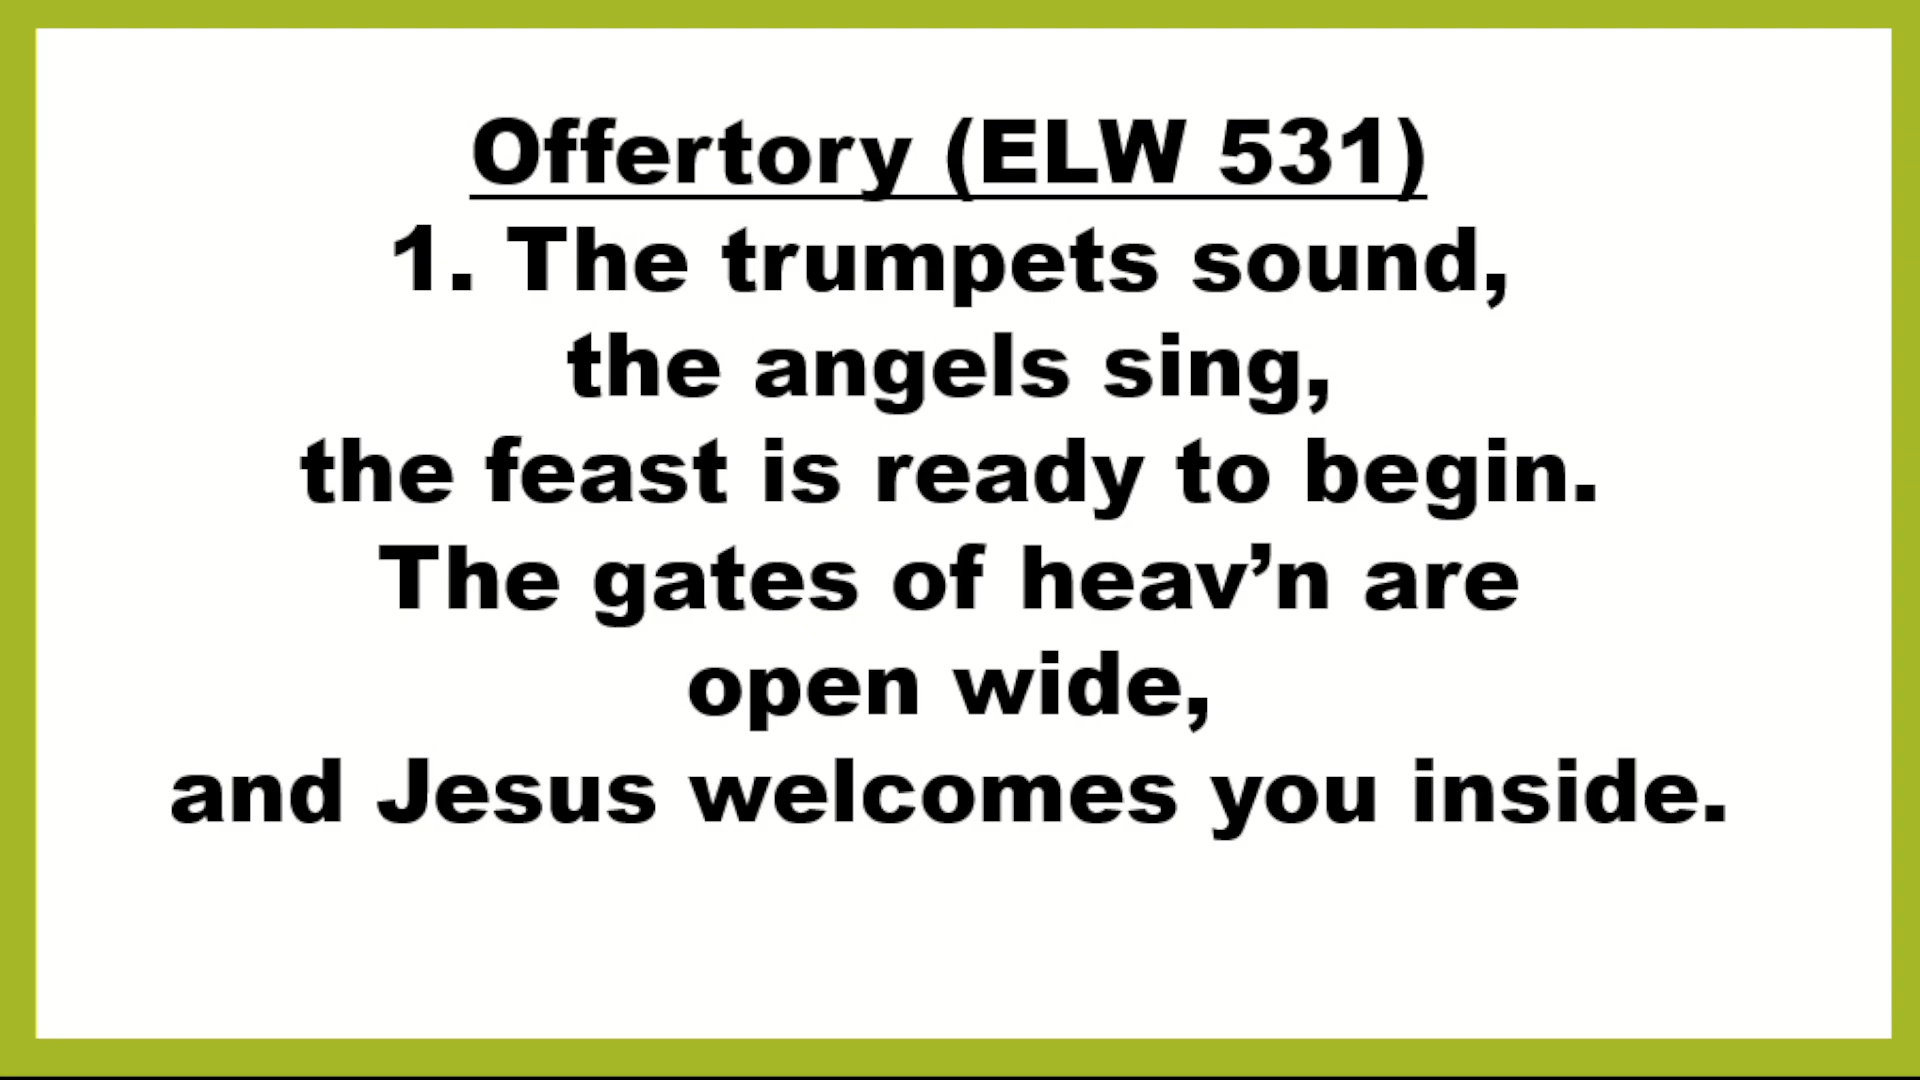 Offertory (ELW 531)
1. The trumpets sound,
the angels sing,
the feast is ready to begin.
The gates of heav’n are
open wide,
and Jesus welcomes you inside.